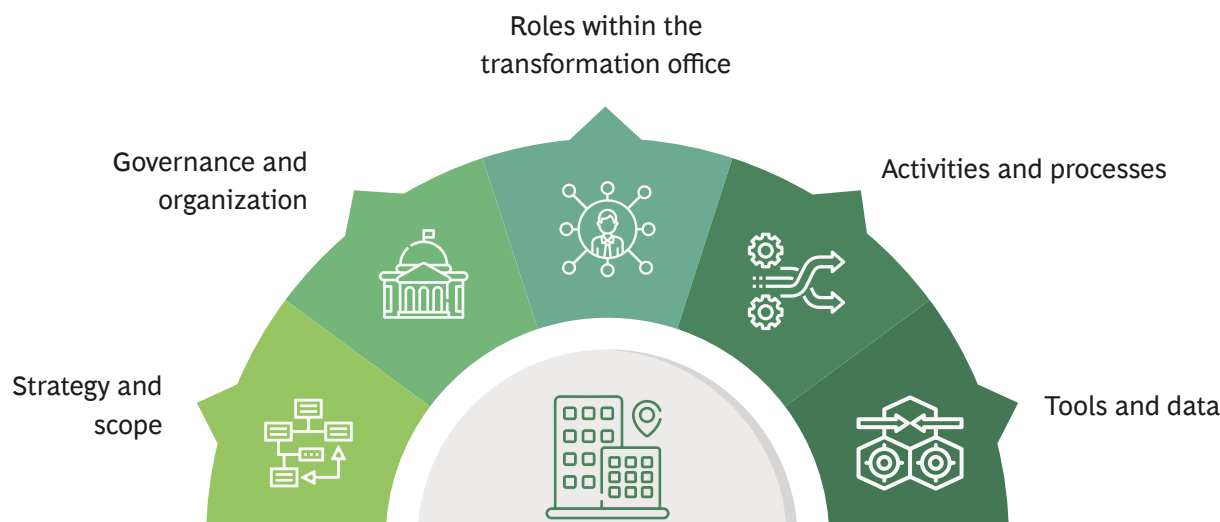 Roles within the
transformation office
Governance and
organization
Activities and processes
Strategy and
scope
Tools and data